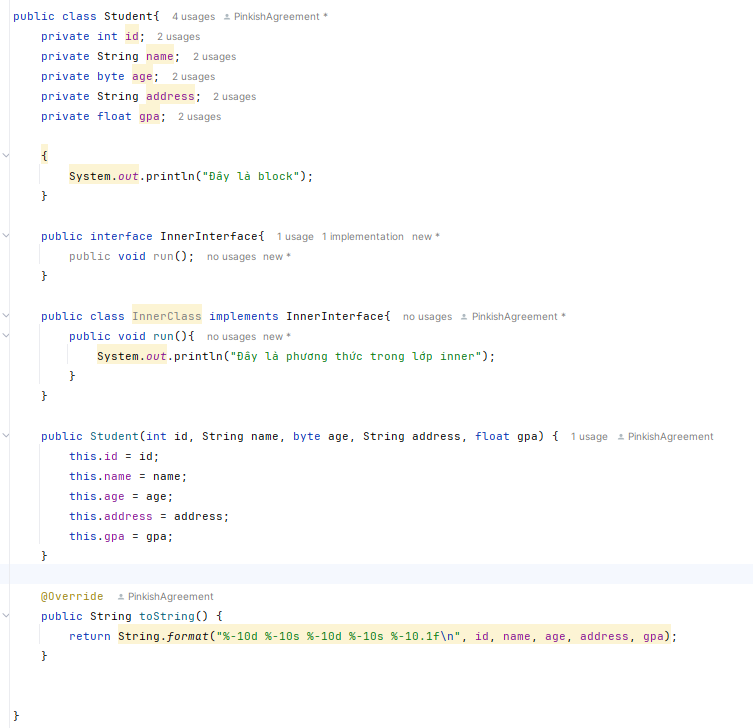 public class Student{ 4 usages PinkishAgreement *
private int id; 2 usages
private String name; 2 usages
private byte age; 2 usages
private String address; 2 usages
private float gpa; 2 usages
{
System.out.println("Đây là block");
}
public interface InnerInterface{ 1 usage 1 implementation new *
public void run(); no usages new *
}
public class InnerClass implements InnerInterface{ no usages PinkishAgreement *
public void run(){ no usages new *
System.out.println("Đây là phương thức trong lớp inner");
}
}
public Student(int id, String name, byte age, String address, float gpa) { 1 usage PinkishAgreement
this.id = id;
this.name = name;
this.age = age;
this.address = address;
this.gpa = gpa;
}
@Override PinkishAgreement
public String toString() {
return String.format("%-10d %-10s %-10d %-10s %-10.1f\n", id, name, age, address, gpa);
}
}